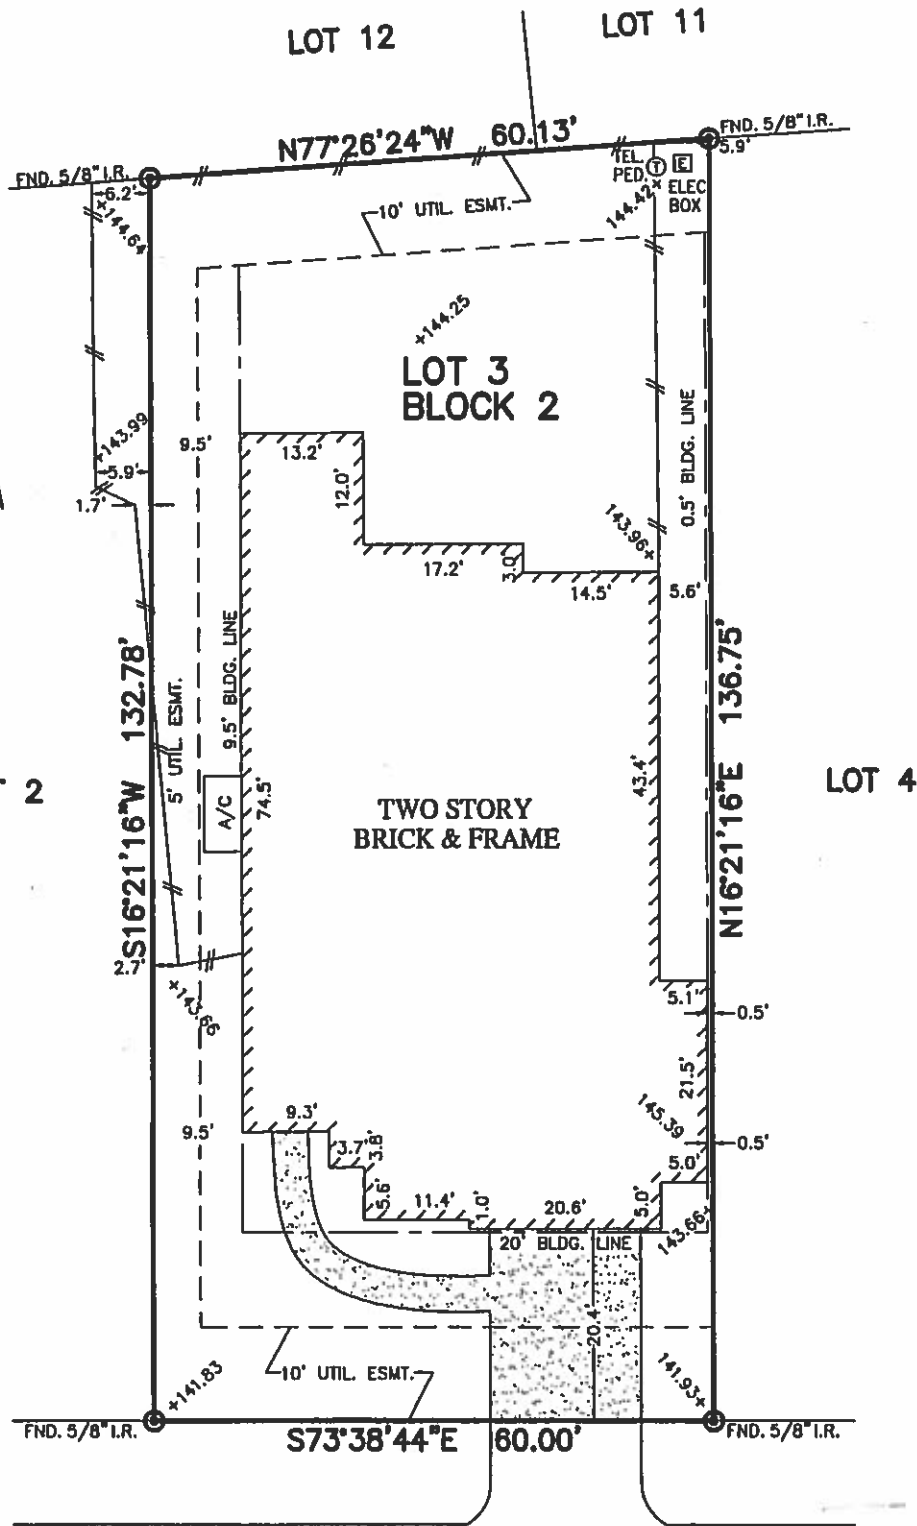 LOT 12
LOT 11
N77°26'24"W 60.13'
FND. 5/8" I.R.
5.9'
FND. 5/8" I.R.
6.2'
+144.64
TEL.
PED.
T
E
ELEC
BOX
144.42+
10' UTIL. ESMT.
+144.25
LOT 3
BLOCK 2
+143.99
5.9'
1.7'
9.5'
13.2'
12.0'
17.2'
3.0'
14.5'
143.96+
0.5' BLDG. LINE
5.6'
S16°21'16"W 132.78'
5' UTIL. ESMT.
9.5' BLDG. LINE
A/C
74.5'
TWO STORY
BRICK & FRAME
43.4'
N16°21'16"E 136.75'
2
LOT 4
2.7'
+143.66
5.1'
0.5'
21.5'
145.39
0.5'
9.5'
9.3'
3.7'
3.8'
5.6'
11.4'
1.0'
20.6'
5.0'
5.0'
143.66+
20' BLDG. LINE
20.4'
10' UTIL. ESMT.
+141.83
141.93+
FND. 5/8" I.R.
S73°38'44"E 60.00'
FND. 5/8" I.R.